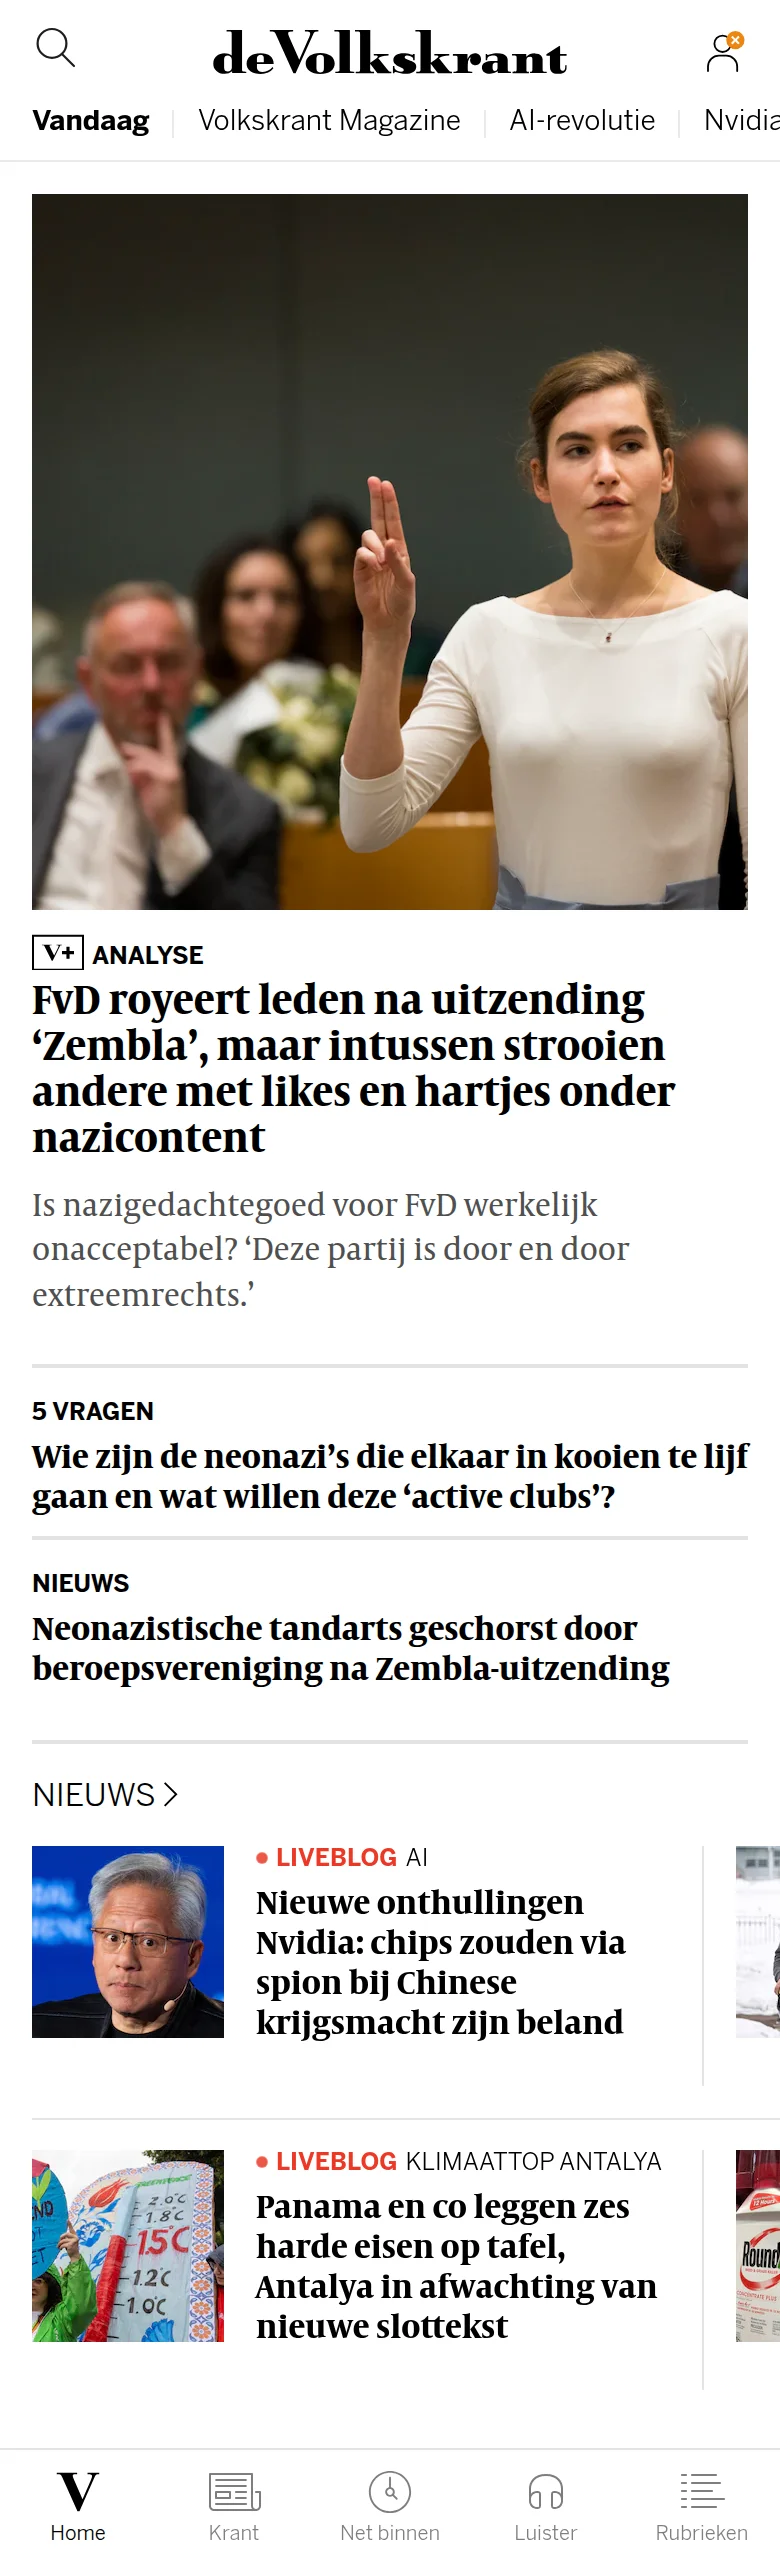 deVolkskrant
Vandaag
Volkskrant Magazine
AI-revolutie
Nvidia
V+ ANALYSE
FvD royeert leden na uitzending
‘Zembla’, maar intussen strooien
andere met likes en hartjes onder
nazicontent
Is nazigedachtegoed voor FvD werkelijk
onacceptabel? ‘Deze partij is door en door
extreemrechts.’
5 VRAGEN
Wie zijn de neonazi’s die elkaar in kooien te lijf
gaan en wat willen deze ‘active clubs’?
NIEUWS
Neonazistische tandarts geschorst door
beroepsvereniging na Zembla-uitzending
NIEUWS
LIVEBLOG AI
Nieuwe onthullingen
Nvidia: chips zouden via
spion bij Chinese
krijgsmacht zijn beland
GREENPEACE
2.0°C
1.8°C
1.5°C
1.2°C
1.0°C
LIVEBLOG KLIMAATTOP ANTALYA
Panama en co leggen zes
harde eisen op tafel,
Antalya in afwachting van
nieuwe slottekst
Round
V
Home
Krant
Net binnen
Luister
Rubrieken